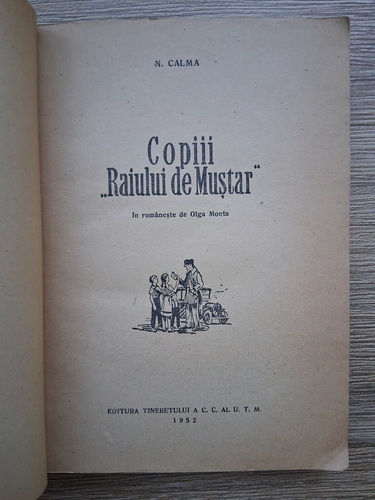 N. CALMA
Copiii
„Raiului de Muștar“
In românește de Olga Monta
EDITURA TINERETULUI A C. C. AL U. T. M.
1952